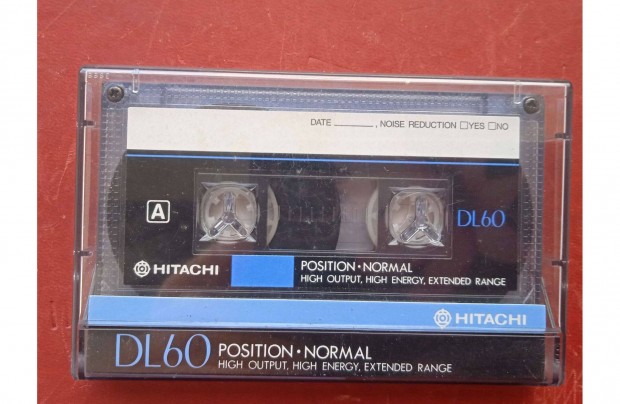 DATE ________, NOISE REDUCTION □YES □NO
A
DL60
HITACHI
POSITION・NORMAL
HIGH OUTPUT, HIGH ENERGY, EXTENDED RANGE
HITACHI
DL60 POSITION・NORMAL
HIGH OUTPUT, HIGH ENERGY, EXTENDED RANGE